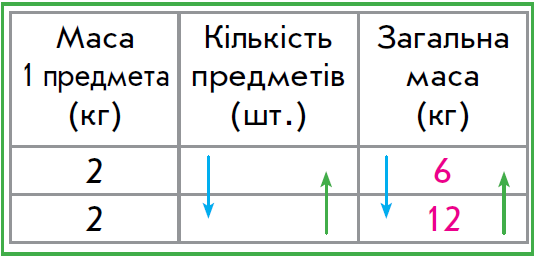 Маса Кількість Загальна
1 предмета предметів маса
(кг) (шт.) (кг)
2 6
2 12